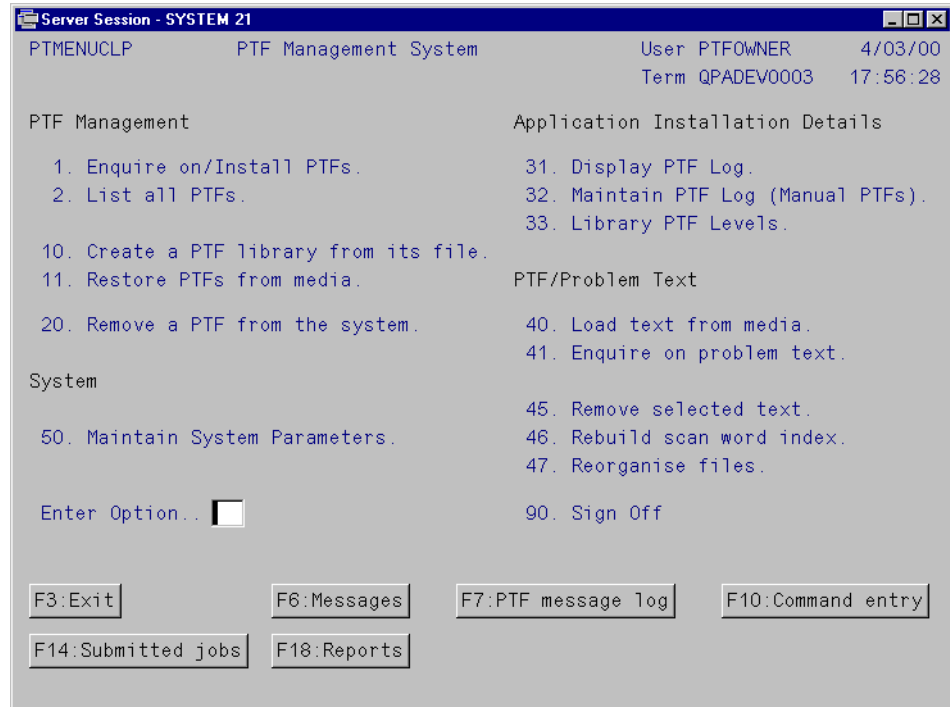 Server Session - SYSTEM 21
PTMENUCLP PTF Management System User PTFOWNER 4/03/00
Term QPADEV0003 17:56:28
PTF Management
1. Enquire on/Install PTFs.
2. List all PTFs.
10. Create a PTF library from its file.
11. Restore PTFs from media.
20. Remove a PTF from the system.
System
50. Maintain System Parameters.
Enter Option..
Application Installation Details
31. Display PTF Log.
32. Maintain PTF Log (Manual PTFs).
33. Library PTF Levels.
PTF/Problem Text
40. Load text from media.
41. Enquire on problem text.
45. Remove selected text.
46. Rebuild scan word index.
47. Reorganise files.
90. Sign Off
F3:Exit F6:Messages F7:PTF message log F10:Command entry
F14:Submitted jobs F18:Reports